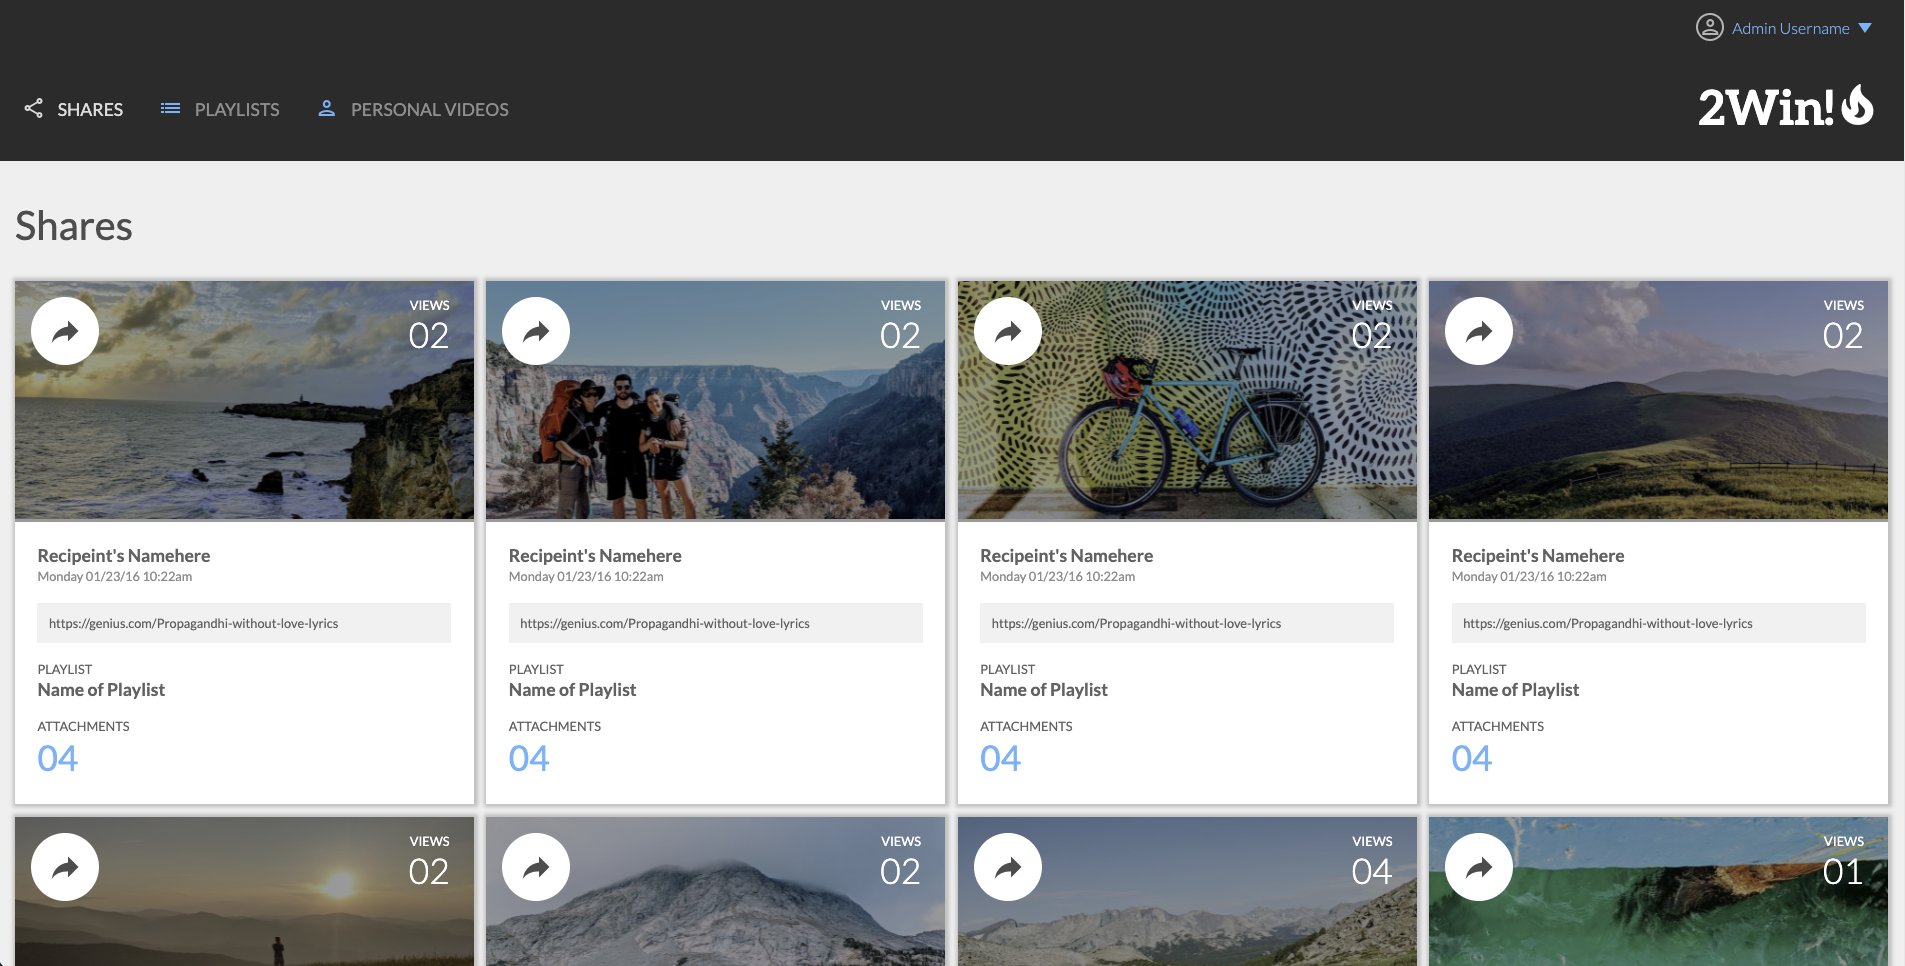 Admin Username
SHARES PLAYLISTS PERSONAL VIDEOS
2Win!
Shares
VIEWS
02
VIEWS
02
VIEWS
02
VIEWS
02
Recipeint's Namehere
Monday 01/23/16 10:22am
https://genius.com/Propagandhi-without-love-lyrics
PLAYLIST
Name of Playlist
ATTACHMENTS
04
Recipeint's Namehere
Monday 01/23/16 10:22am
https://genius.com/Propagandhi-without-love-lyrics
PLAYLIST
Name of Playlist
ATTACHMENTS
04
Recipeint's Namehere
Monday 01/23/16 10:22am
https://genius.com/Propagandhi-without-love-lyrics
PLAYLIST
Name of Playlist
ATTACHMENTS
04
Recipeint's Namehere
Monday 01/23/16 10:22am
https://genius.com/Propagandhi-without-love-lyrics
PLAYLIST
Name of Playlist
ATTACHMENTS
04
VIEWS
02
VIEWS
02
VIEWS
04
VIEWS
01